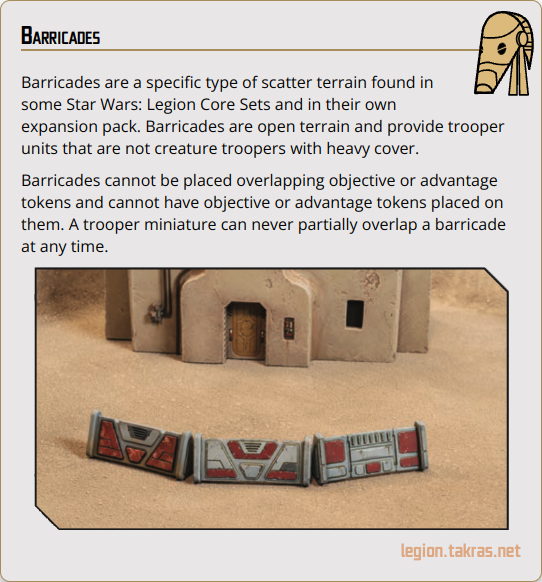 Barricades
Barricades are a specific type of scatter terrain found in
some Star Wars: Legion Core Sets and in their own
expansion pack. Barricades are open terrain and provide trooper
units that are not creature troopers with heavy cover.
Barricades cannot be placed overlapping objective or advantage
tokens and cannot have objective or advantage tokens placed on
them. A trooper miniature can never partially overlap a barricade
at any time.
legion.takras.net